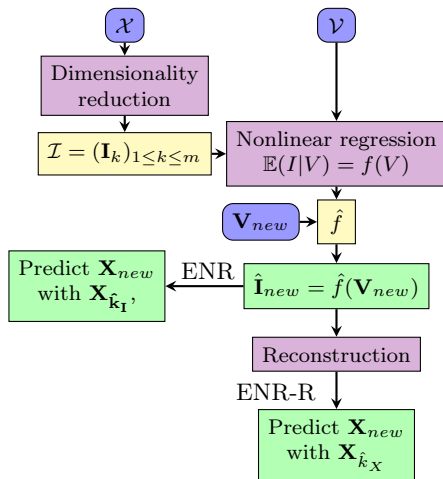 𝒳
𝒱
Dimensionality
reduction
ℐ = (𝐈ₖ)₁≤ₖ≤ₘ
Nonlinear regression
𝔼(I|V) = f(V)
𝐕_new
f̂
Predict 𝐗_new
with 𝐗_{𝐤̂_𝐈},
ENR
𝐈̂_new = f̂(𝐕_new)
Reconstruction
ENR-R
Predict 𝐗_new
with 𝐗_{k̂_X}